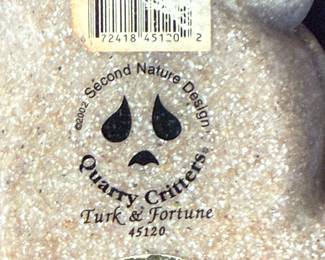 72418 45120 2
©2002 Second Nature Design
Quarry Critters®
Turk & Fortune
45120